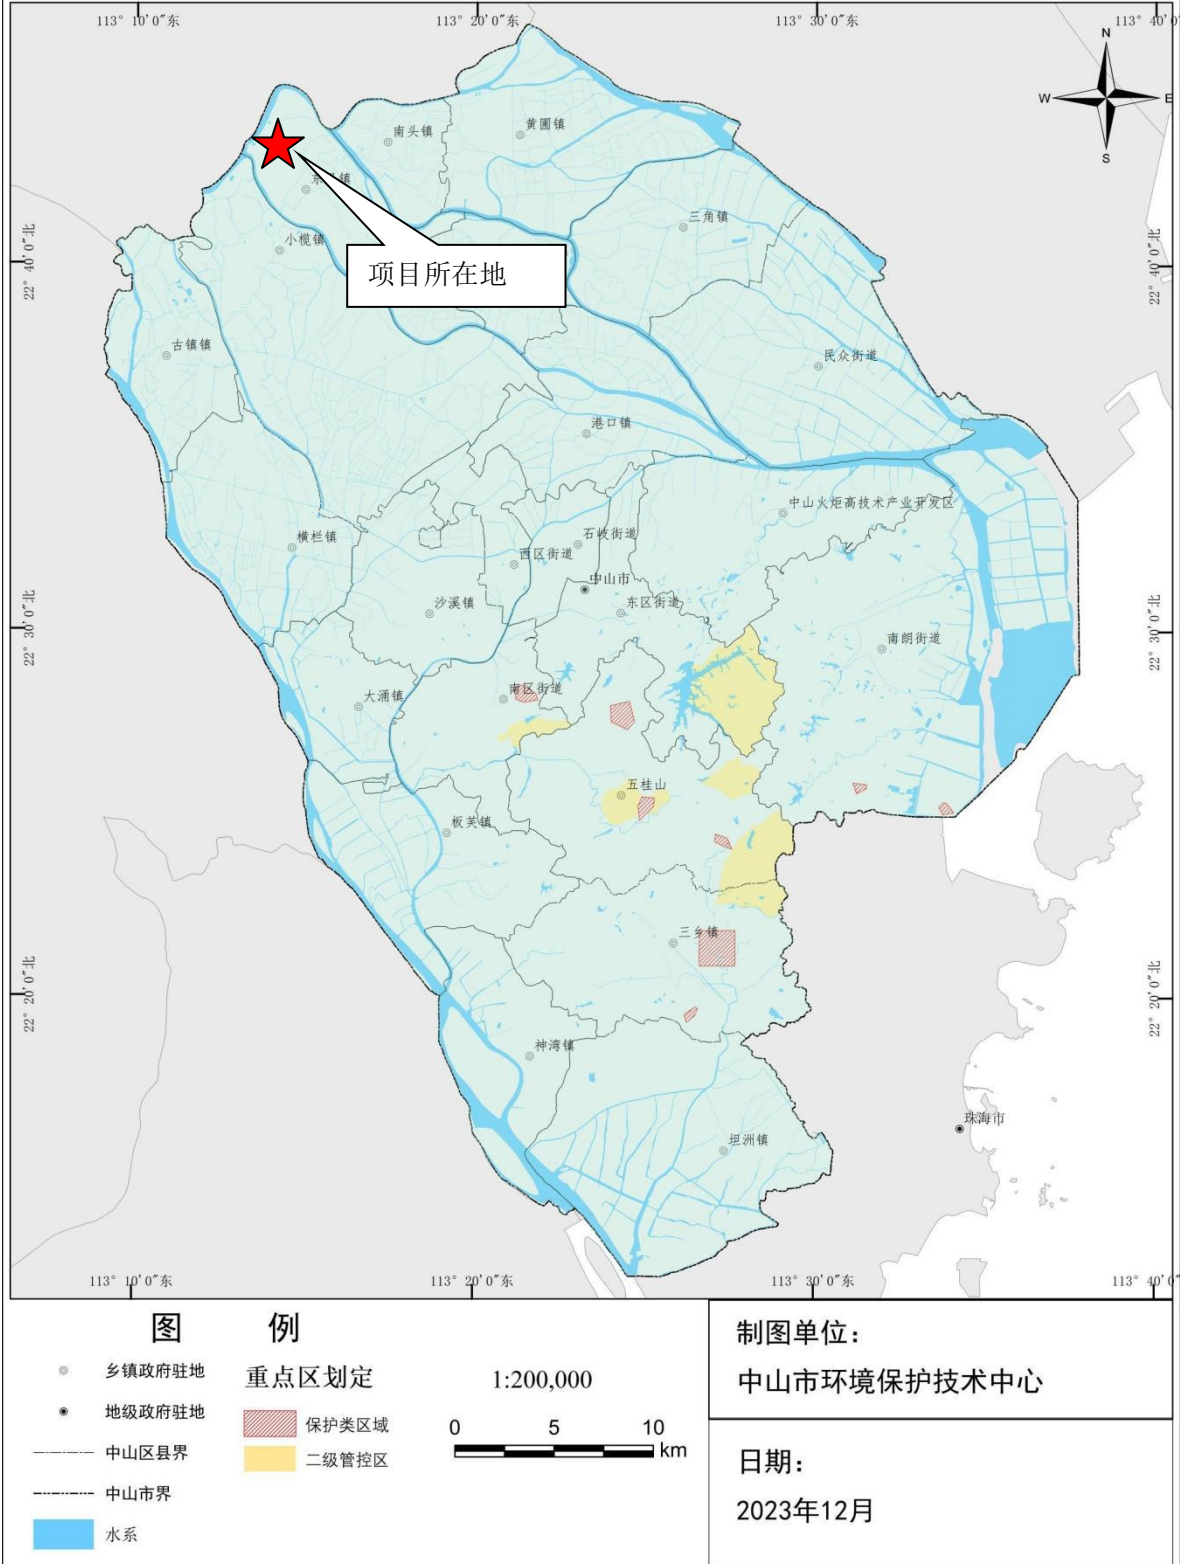 113° 10′0″东
113° 20′0″东
113° 30′0″东
113° 40′0″
N
W
E
S
南头镇
黄圃镇
三角镇
小榄镇
项目所在地
22° 40′0″北
22° 40′0″北
古镇镇
民众街道
港口镇
中山火炬高技术产业开发区
横栏镇
石岐街道
西区街道
中山市
沙溪镇
东区街道
22° 30′0″北
22° 30′0″北
南朗街道
大涌镇
南区街道
五桂山
板芙镇
三乡镇
22° 20′0″北
22° 20′0″北
神湾镇
珠海市
坦洲镇
113° 10′0″东
113° 20′0″东
113° 30′0″东
113° 40′0″
图 例
乡镇政府驻地
地级政府驻地
中山区县界
中山市界
水系
重点区划定
保护类区域
二级管控区
1:200,000
0 5 10
km
制图单位：
中山市环境保护技术中心
日期：
2023年12月